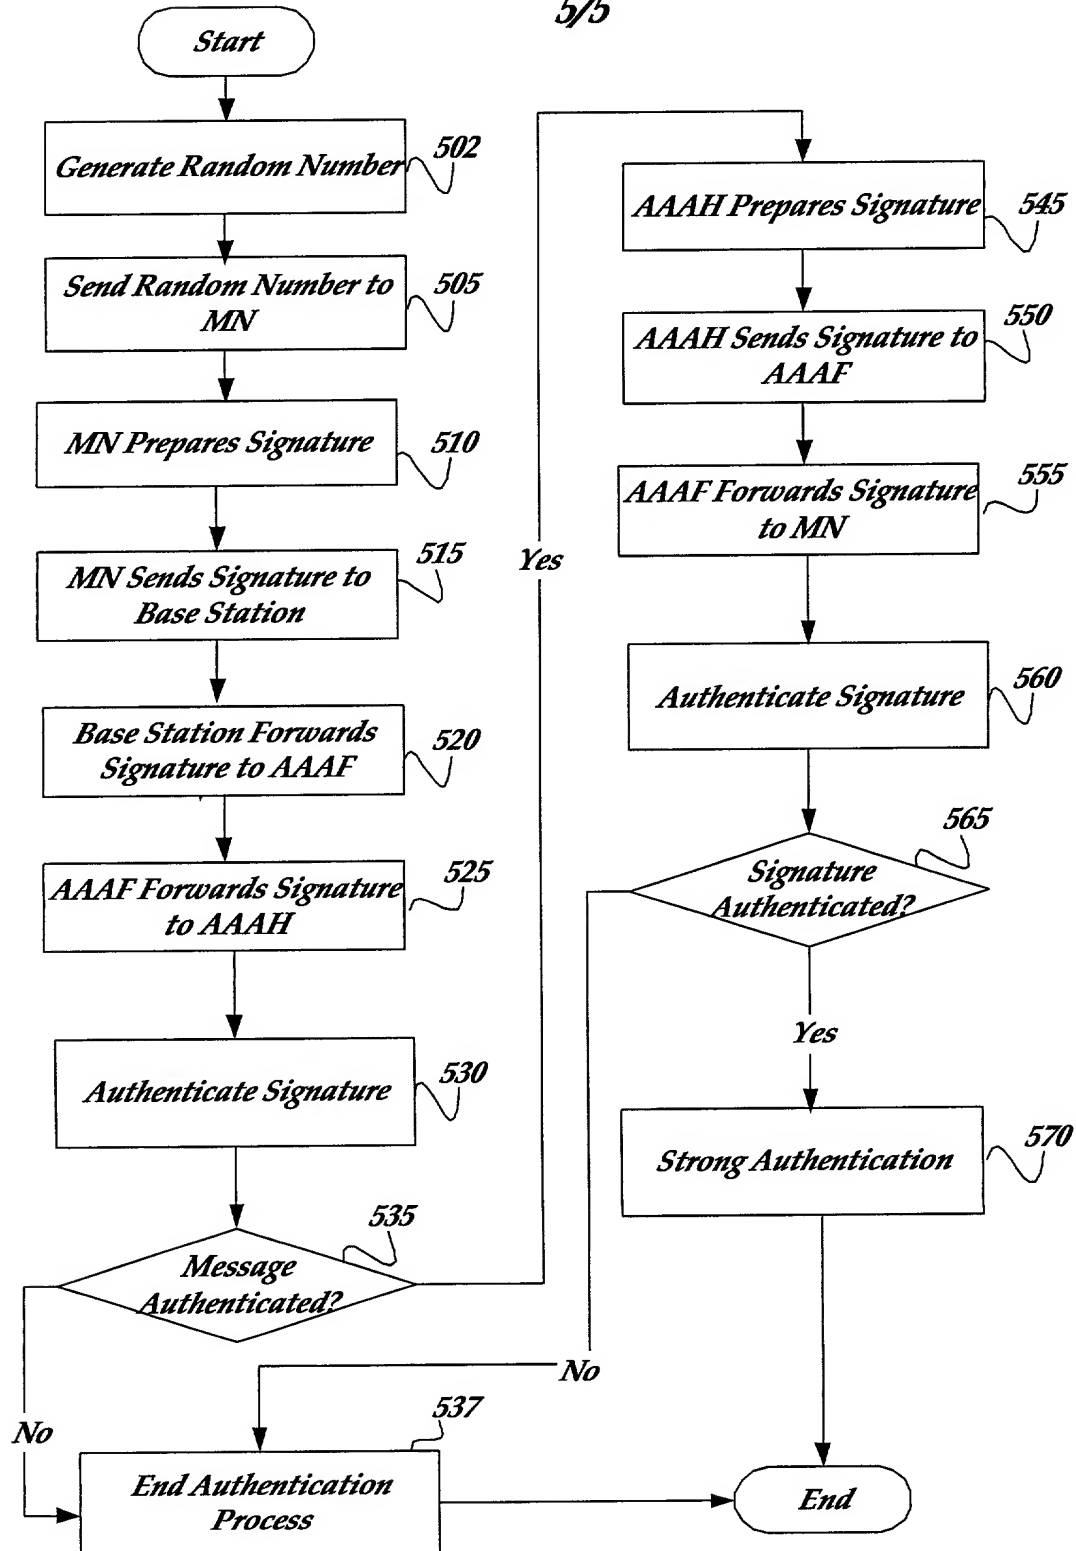 5/5
Start
Generate Random Number
502
Send Random Number to
MN
505
MN Prepares Signature
510
MN Sends Signature to
Base Station
515
Base Station Forwards
Signature to AAAF
520
AAAF Forwards Signature
to AAAH
525
Authenticate Signature
530
Message
Authenticated?
535
No
Yes
End Authentication
Process
537
AAAH Prepares Signature
545
AAAH Sends Signature to
AAAF
550
AAAF Forwards Signature
to MN
555
Authenticate Signature
560
Signature
Authenticated?
565
No
Yes
Strong Authentication
570
End